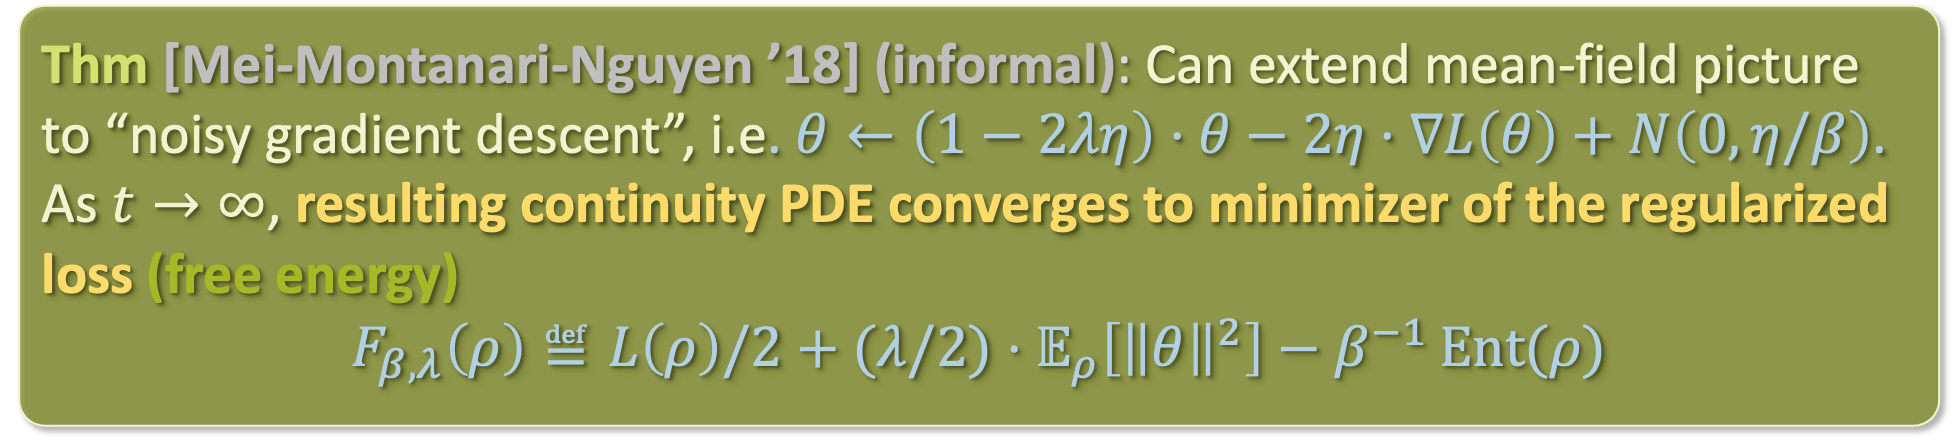 Thm [Mei-Montanari-Nguyen ’18] (informal): Can extend mean-field picture
to “noisy gradient descent”, i.e. θ ← (1 − 2λη) · θ − 2η · ∇L(θ) + N(0, η/β).
As t → ∞, resulting continuity PDE converges to minimizer of the regularized
loss (free energy)
F_{β,λ}(ρ) ≝ L(ρ)/2 + (λ/2) · 𝔼_ρ[‖θ‖²] − β⁻¹ Ent(ρ)